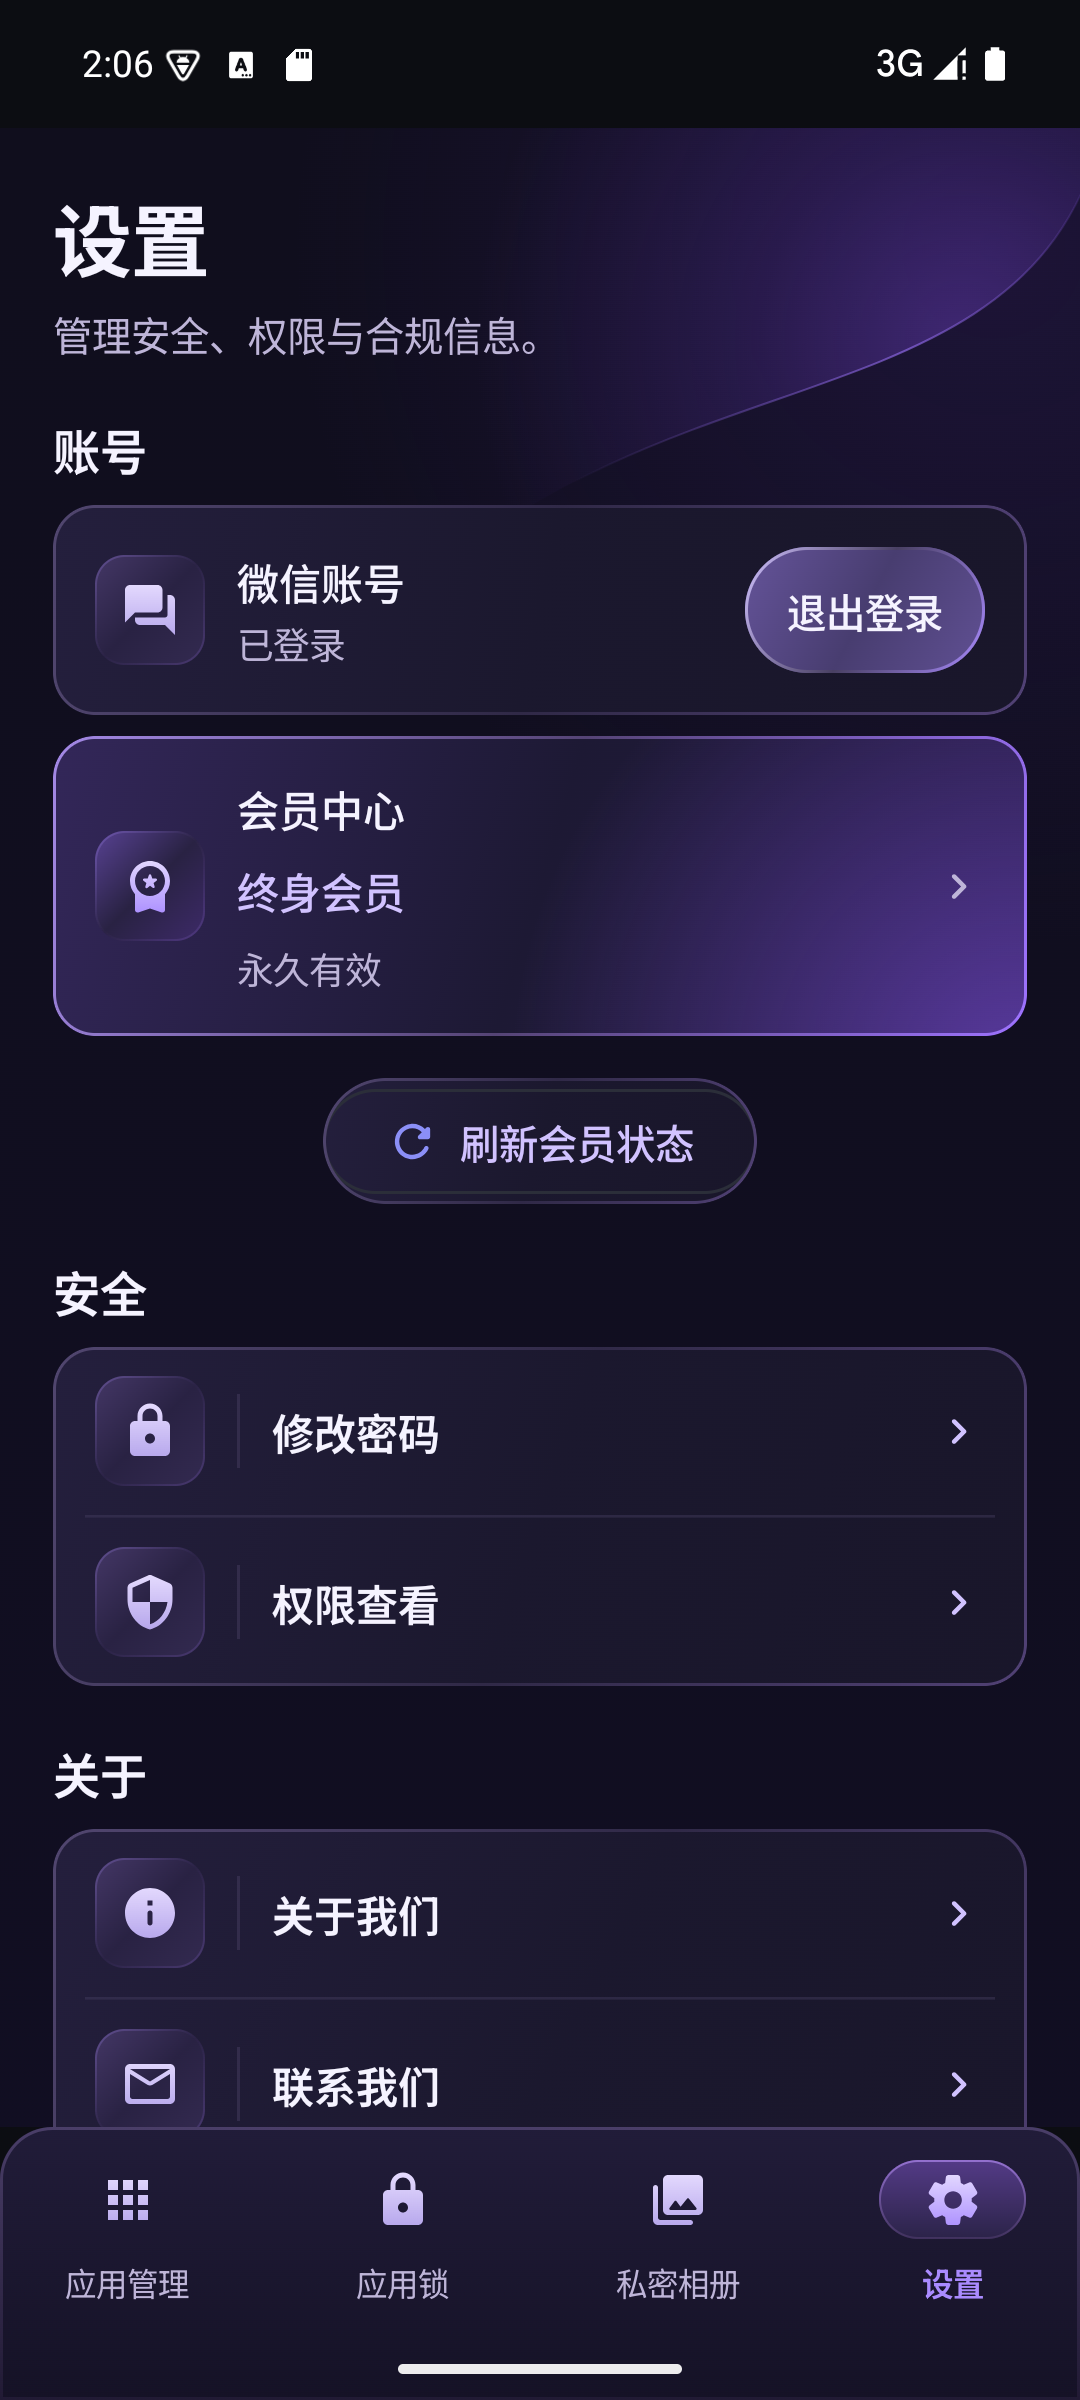 2:06
3G
设置
管理安全、权限与合规信息。
账号
微信账号
已登录
退出登录
会员中心
终身会员
永久有效
刷新会员状态
安全
修改密码
权限查看
关于
关于我们
联系我们
应用管理
应用锁
私密相册
设置